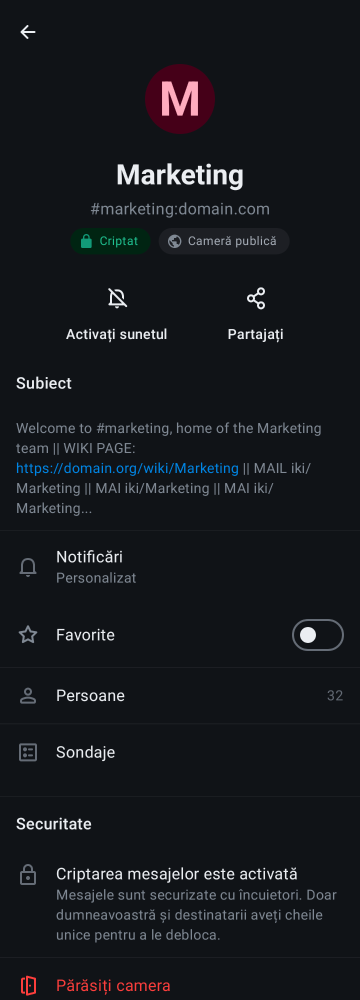 M
Marketing
#marketing:domain.com
Criptat
Cameră publică
Activați sunetul
Partajați
Subiect
Welcome to #marketing, home of the Marketing
team || WIKI PAGE:
https://domain.org/wiki/Marketing || MAIL iki/
Marketing || MAI iki/Marketing || MAI iki/
Marketing...
Notificări
Personalizat
Favorite
Persoane
32
Sondaje
Securitate
Criptarea mesajelor este activată
Mesajele sunt securizate cu încuietori. Doar
dumneavoastră și destinatarii aveți cheile
unice pentru a le debloca.
Părăsiți camera